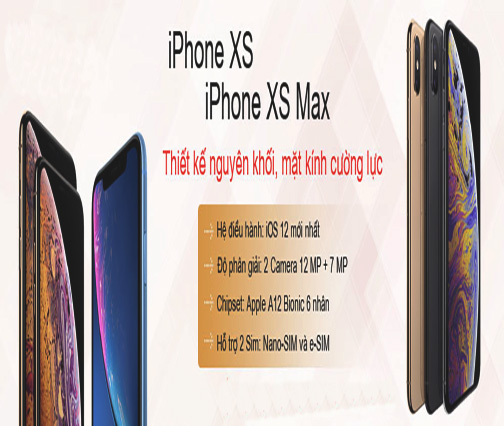 iPhone XS
iPhone XS Max
Thiết kế nguyên khối, mặt kính cường lực
Hệ điều hành: iOS 12 mới nhất
Độ phân giải: 2 Camera 12 MP + 7 MP
Chipset: Apple A12 Bionic 6 nhân
Hỗ trợ 2 Sim: Nano-SIM và e-SIM